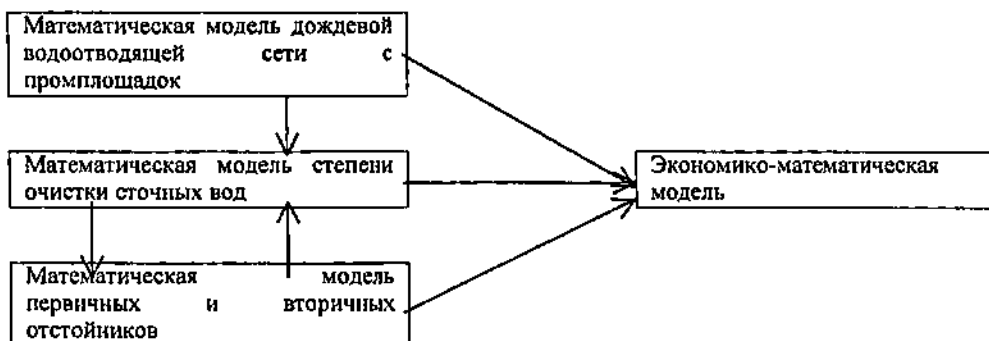 Математическая модель дождевой
водоотводящей сети с
промплощадок
Математическая модель степени
очистки сточных вод
Экономико-математическая
модель
Математическая модель
первичных и вторичных
отстойников